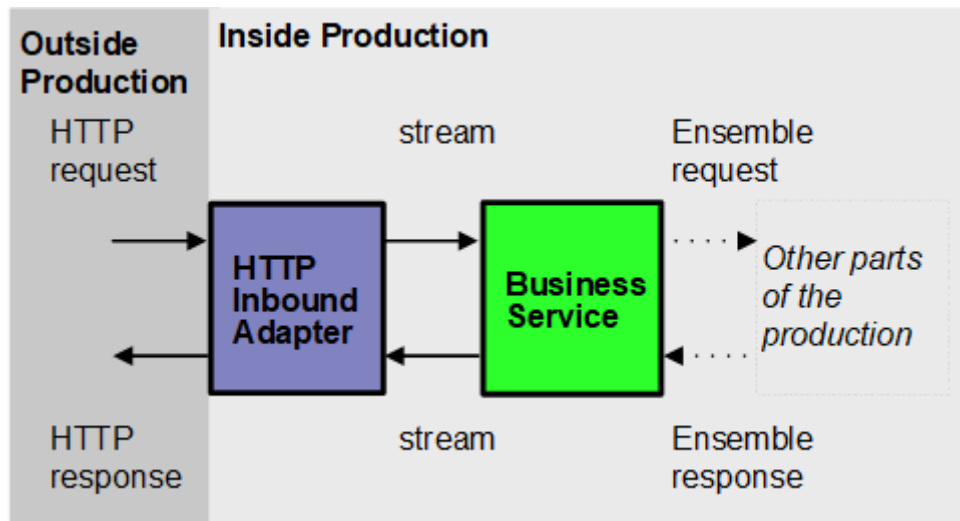 Outside
Production
Inside Production
HTTP
request
stream
Ensemble
request
HTTP
Inbound
Adapter
Business
Service
Other parts
of the
production
HTTP
response
stream
Ensemble
response